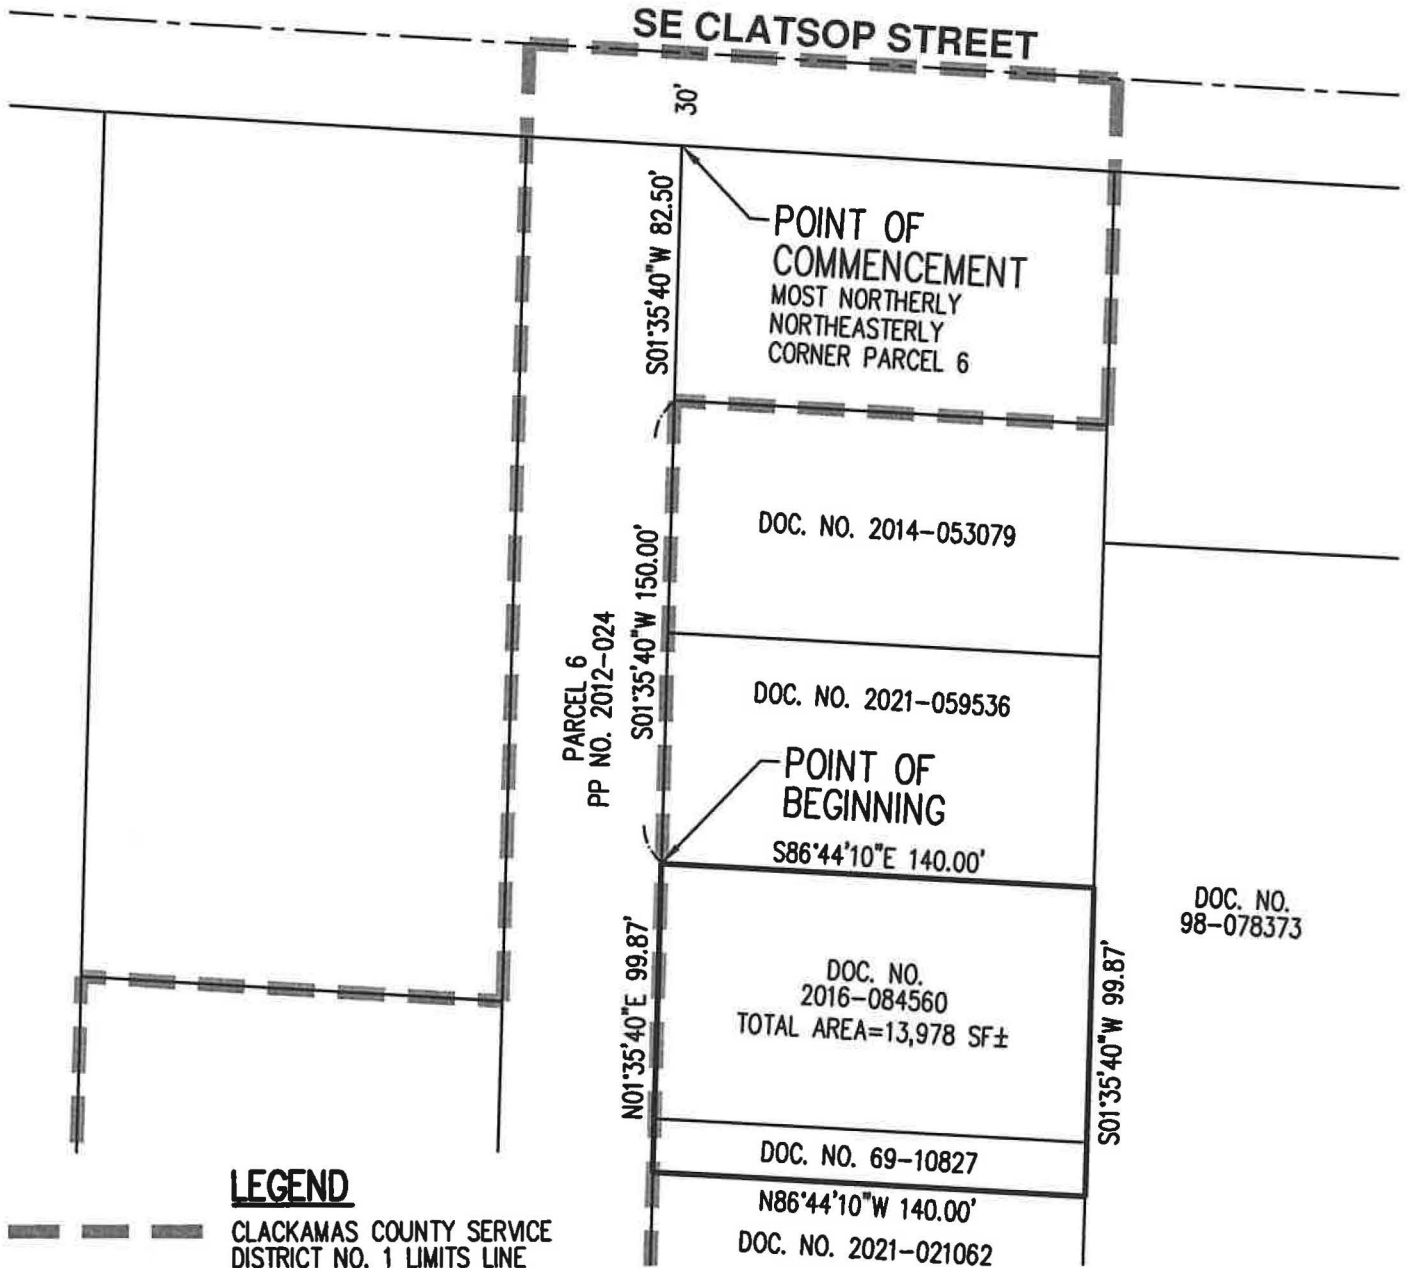 SE CLATSOP STREET
30'
S01°35'40"W 82.50'
POINT OF
COMMENCEMENT
MOST NORTHERLY
NORTHEASTERLY
CORNER PARCEL 6
DOC. NO. 2014-053079
S01°35'40"W 150.00'
PARCEL 6
PP NO. 2012-024
DOC. NO. 2021-059536
POINT OF
BEGINNING
S86°44'10"E 140.00'
DOC. NO.
98-078373
N01°35'40"E 99.87'
DOC. NO.
2016-084560
TOTAL AREA=13,978 SF±
S01°35'40"W 99.87'
DOC. NO. 69-10827
N86°44'10"W 140.00'
DOC. NO. 2021-021062
LEGEND
CLACKAMAS COUNTY SERVICE
DISTRICT NO. 1 LIMITS LINE